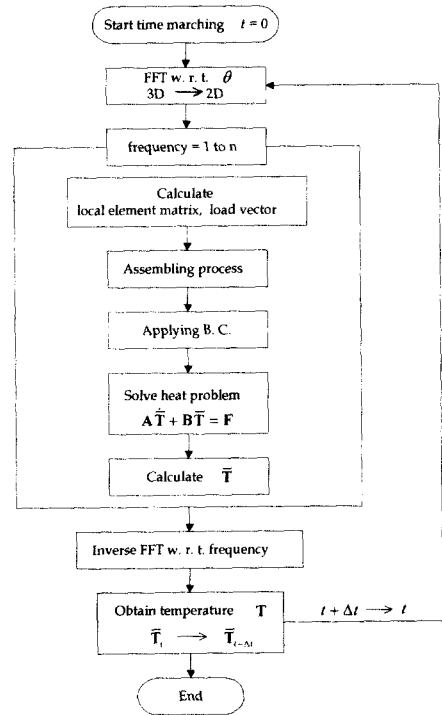 Start time marching t = 0
FFT w. r. t. θ
3D → 2D
frequency = 1 to n
Calculate
local element matrix, load vector
Assembling process
Applying B. C.
Solve heat problem
A Ṫ̿ + B T̿ = F
Calculate T̿
Inverse FFT w. r. t. frequency
Obtain temperature T
T̿ₜ → T̿ₜ₋Δₜ
t + Δt → t
End